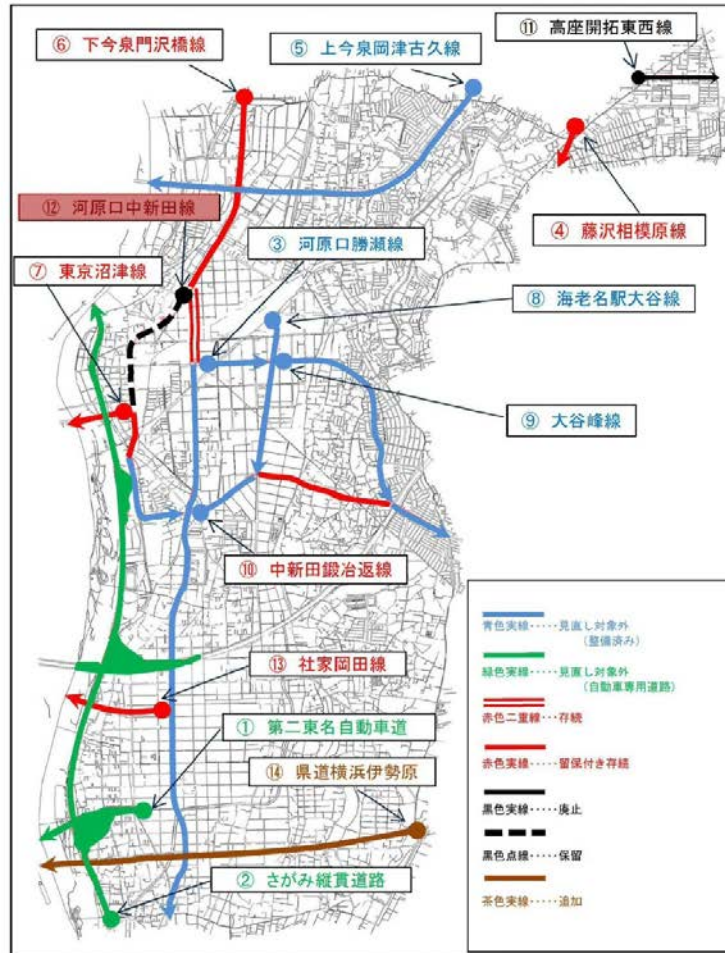 ⑪ 高座開拓東西線
⑥ 下今泉門沢橋線
⑤ 上今泉岡津古久線
⑫ 河原口中新田線
③ 河原口勝瀬線
④ 藤沢相模原線
⑦ 東京沼津線
⑧ 海老名駅大谷線
⑨ 大谷峰線
⑩ 中新田鍛冶返線
⑬ 社家岡田線
① 第二東名自動車道
⑭ 県道横浜伊勢原
② さがみ縦貫道路
青色実線・・・・・見直し対象外
(整備済み)
緑色実線・・・・・見直し対象外
(自動車専用道路)
赤色二重線・・・存続
赤色実線・・・・・留保付き存続
黒色実線・・・・・廃止
黒色点線・・・・・保留
茶色実線・・・・・追加